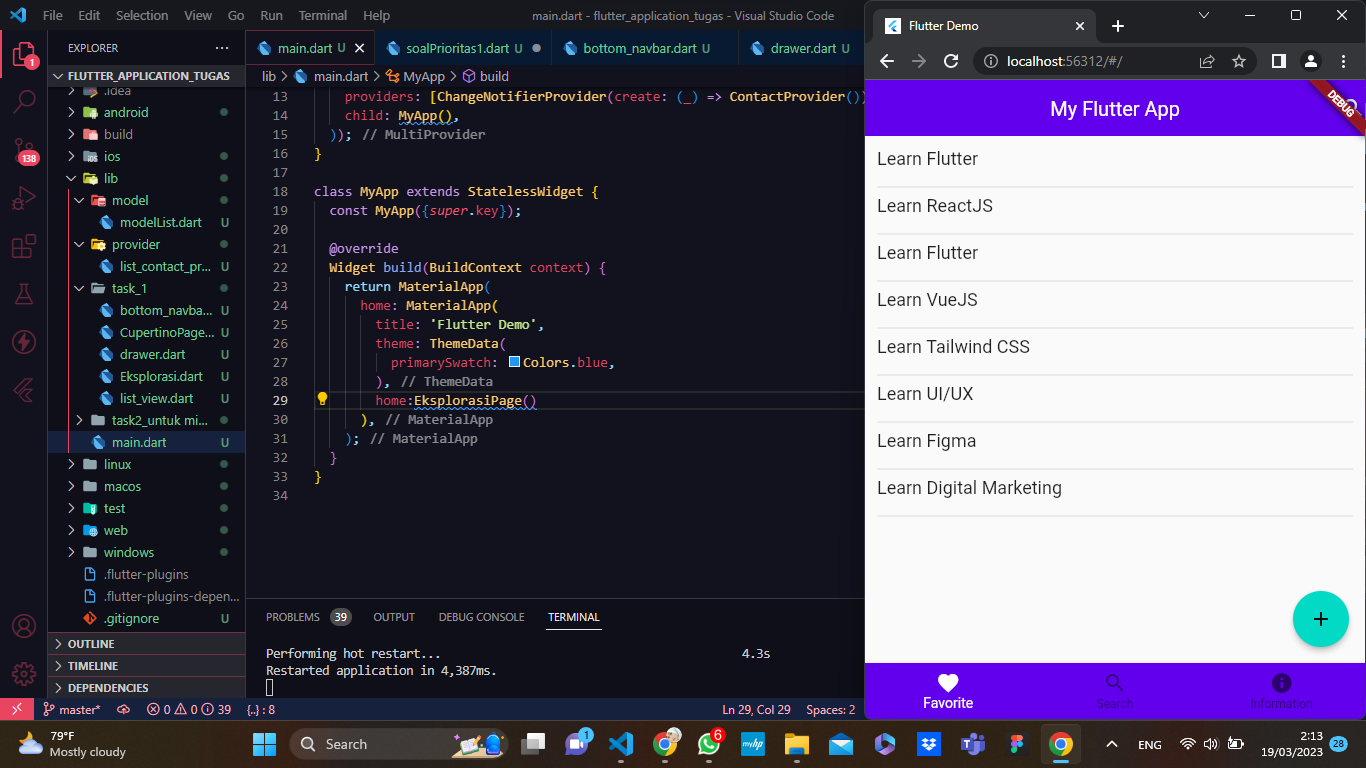 File Edit Selection View Go Run Terminal Help
main.dart - flutter_application_tugas - Visual Studio Code
EXPLORER
1
138
FLUTTER_APPLICATION_TUGAS
.idea
android
build
ios
lib
model
modelList.dart U
provider
list_contact_pr... U
task_1
bottom_navba... U
CupertinoPage... U
drawer.dart U
Eksplorasi.dart U
list_view.dart U
task2_untuk mi...
main.dart U
linux
macos
test
web
windows
.flutter-plugins
.flutter-plugins-depen...
.gitignore U
OUTLINE
TIMELINE
DEPENDENCIES
main.dart U
soalPrioritas1.dart U
bottom_navbar.dart U
drawer.dart U
lib > main.dart > MyApp > build
13 providers: [ChangeNotifierProvider(create: (_) => ContactProvider())
14 child: MyApp(),
15 )); // MultiProvider
16 }
17
18 class MyApp extends StatelessWidget {
19 const MyApp({super.key});
20
21 @override
22 Widget build(BuildContext context) {
23 return MaterialApp(
24 home: MaterialApp(
25 title: 'Flutter Demo',
26 theme: ThemeData(
27 primarySwatch: Colors.blue,
28 ), // ThemeData
29 home:EksplorasiPage()
30 ), // MaterialApp
31 ); // MaterialApp
32 }
33 }
34
PROBLEMS 39 OUTPUT DEBUG CONSOLE TERMINAL
Performing hot restart... 4.3s
Restarted application in 4,387ms.
master* 0 0 39 {..} : 8 Ln 29, Col 29 Spaces: 2
Flutter Demo
localhost:56312/#/
My Flutter App
DEBUG
Learn Flutter
Learn ReactJS
Learn Flutter
Learn VueJS
Learn Tailwind CSS
Learn UI/UX
Learn Figma
Learn Digital Marketing
Favorite
Search
Information
79°F
Mostly cloudy
Search
1
6
myhp
ENG
2:13
19/03/2023
28